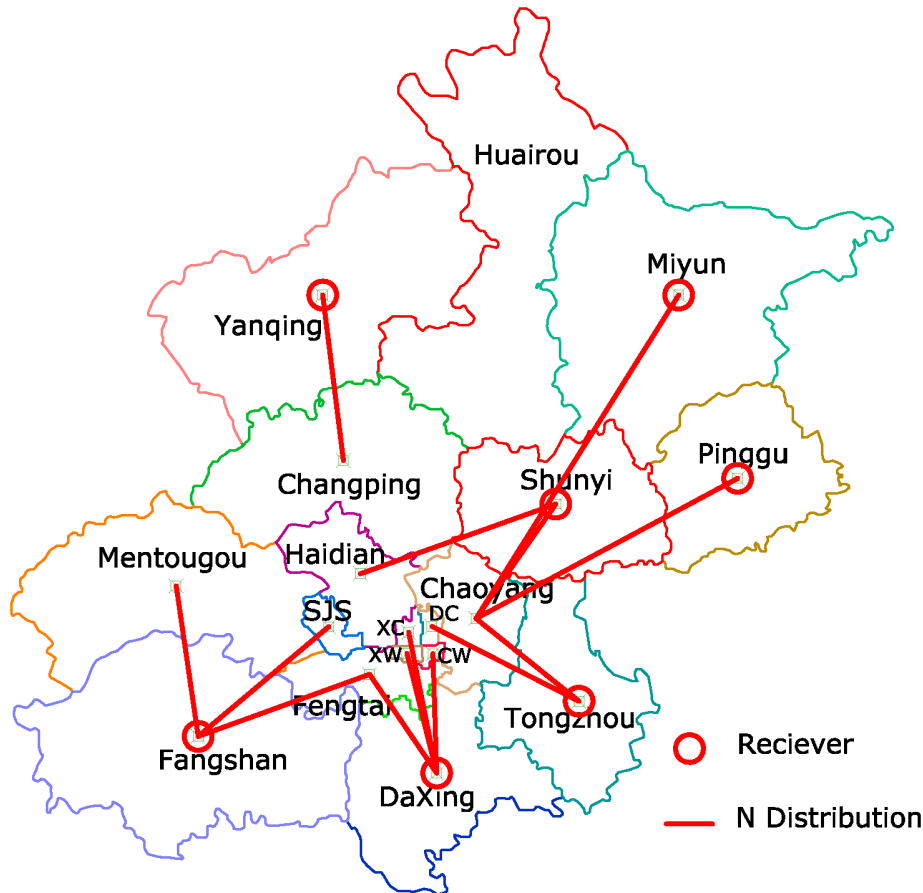 Huairou
Miyun
Yanqing
Pinggu
Shunyi
Changping
Haidian
Mentougou
Chaoyang
SJS
DC
XC
XW
CW
Fengtai
Tongzhou
Fangshan
DaXing
Reciever
N Distribution